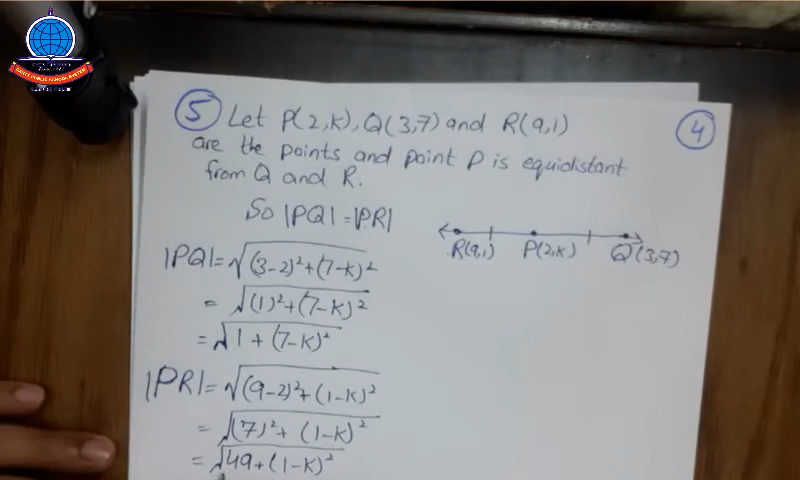 5 Let P(2,K), Q(3,7) and R(9,1)
4
are the points and point P is equidistant
from Q and R.
So |PQ| = |PR|
R(9,1) P(2,K) Q(3,7)
|PQ| = √(3-2)²+(7-K)²
= √(1)²+(7-K)²
= √1 + (7-K)²
|PR| = √(9-2)²+(1-K)²
= √(7)²+ (1-K)²
= √49+(1-K)²